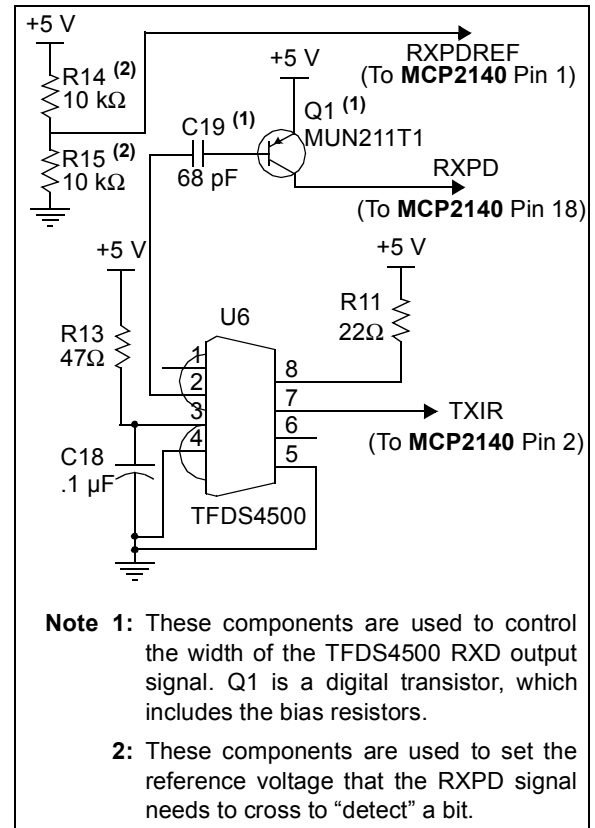 +5 V
R14 (2)
10 kΩ
R15 (2)
10 kΩ
RXPDREF
(To MCP2140 Pin 1)
+5 V
Q1 (1)
MUN211T1
C19 (1)
68 pF
RXPD
(To MCP2140 Pin 18)
+5 V
R13
47Ω
C18
.1 µF
U6
1
2
3
4
8
7
6
5
TFDS4500
+5 V
R11
22Ω
TXIR
(To MCP2140 Pin 2)
Note 1: These components are used to control
the width of the TFDS4500 RXD output
signal. Q1 is a digital transistor, which
includes the bias resistors.
2: These components are used to set the
reference voltage that the RXPD signal
needs to cross to “detect” a bit.